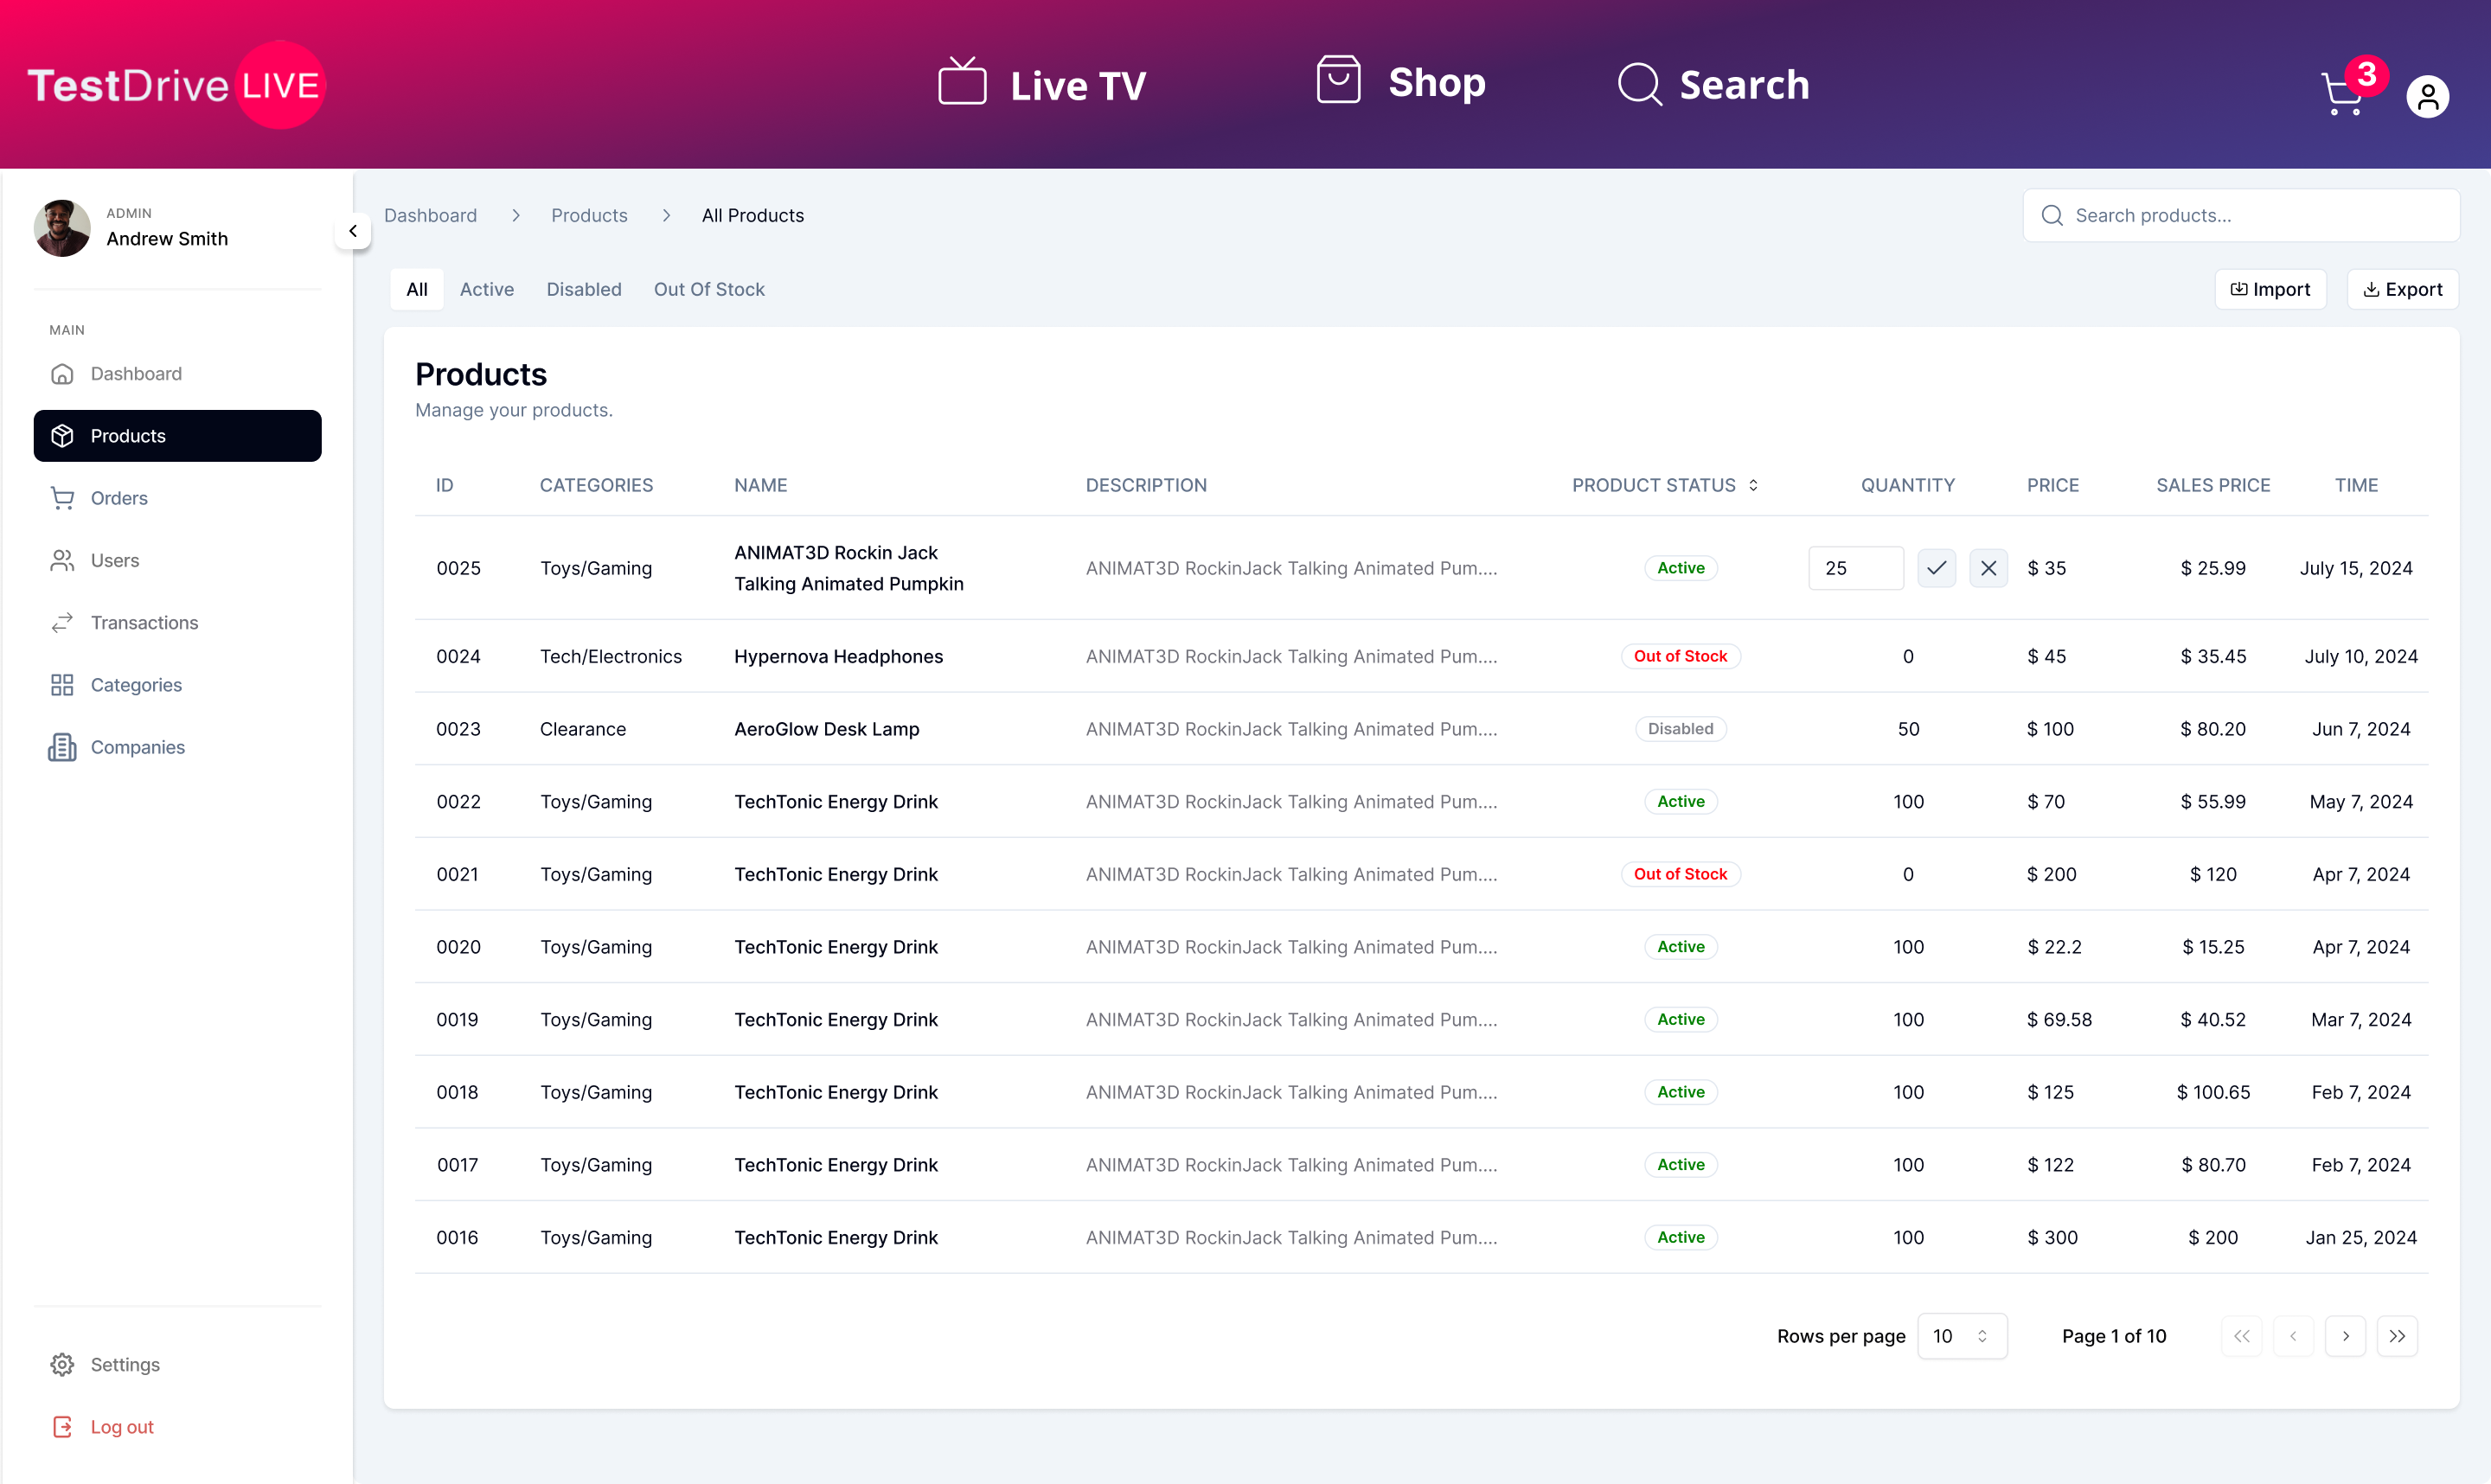 TestDrive LIVE
Live TV
Shop
Search
3
ADMIN
Andrew Smith
MAIN
Dashboard
Products
Orders
Users
Transactions
Categories
Companies
Settings
Log out
Dashboard > Products > All Products
Search products...
All Active Disabled Out Of Stock
Import
Export
Products
Manage your products.
ID CATEGORIES NAME DESCRIPTION PRODUCT STATUS QUANTITY PRICE SALES PRICE TIME
0025 Toys/Gaming ANIMAT3D Rockin Jack
Talking Animated Pumpkin ANIMAT3D RockinJack Talking Animated Pum.... Active 25 $ 35 $ 25.99 July 15, 2024
0024 Tech/Electronics Hypernova Headphones ANIMAT3D RockinJack Talking Animated Pum.... Out of Stock 0 $ 45 $ 35.45 July 10, 2024
0023 Clearance AeroGlow Desk Lamp ANIMAT3D RockinJack Talking Animated Pum.... Disabled 50 $ 100 $ 80.20 Jun 7, 2024
0022 Toys/Gaming TechTonic Energy Drink ANIMAT3D RockinJack Talking Animated Pum.... Active 100 $ 70 $ 55.99 May 7, 2024
0021 Toys/Gaming TechTonic Energy Drink ANIMAT3D RockinJack Talking Animated Pum.... Out of Stock 0 $ 200 $ 120 Apr 7, 2024
0020 Toys/Gaming TechTonic Energy Drink ANIMAT3D RockinJack Talking Animated Pum.... Active 100 $ 22.2 $ 15.25 Apr 7, 2024
0019 Toys/Gaming TechTonic Energy Drink ANIMAT3D RockinJack Talking Animated Pum.... Active 100 $ 69.58 $ 40.52 Mar 7, 2024
0018 Toys/Gaming TechTonic Energy Drink ANIMAT3D RockinJack Talking Animated Pum.... Active 100 $ 125 $ 100.65 Feb 7, 2024
0017 Toys/Gaming TechTonic Energy Drink ANIMAT3D RockinJack Talking Animated Pum.... Active 100 $ 122 $ 80.70 Feb 7, 2024
0016 Toys/Gaming TechTonic Energy Drink ANIMAT3D RockinJack Talking Animated Pum.... Active 100 $ 300 $ 200 Jan 25, 2024
Rows per page 10 Page 1 of 10